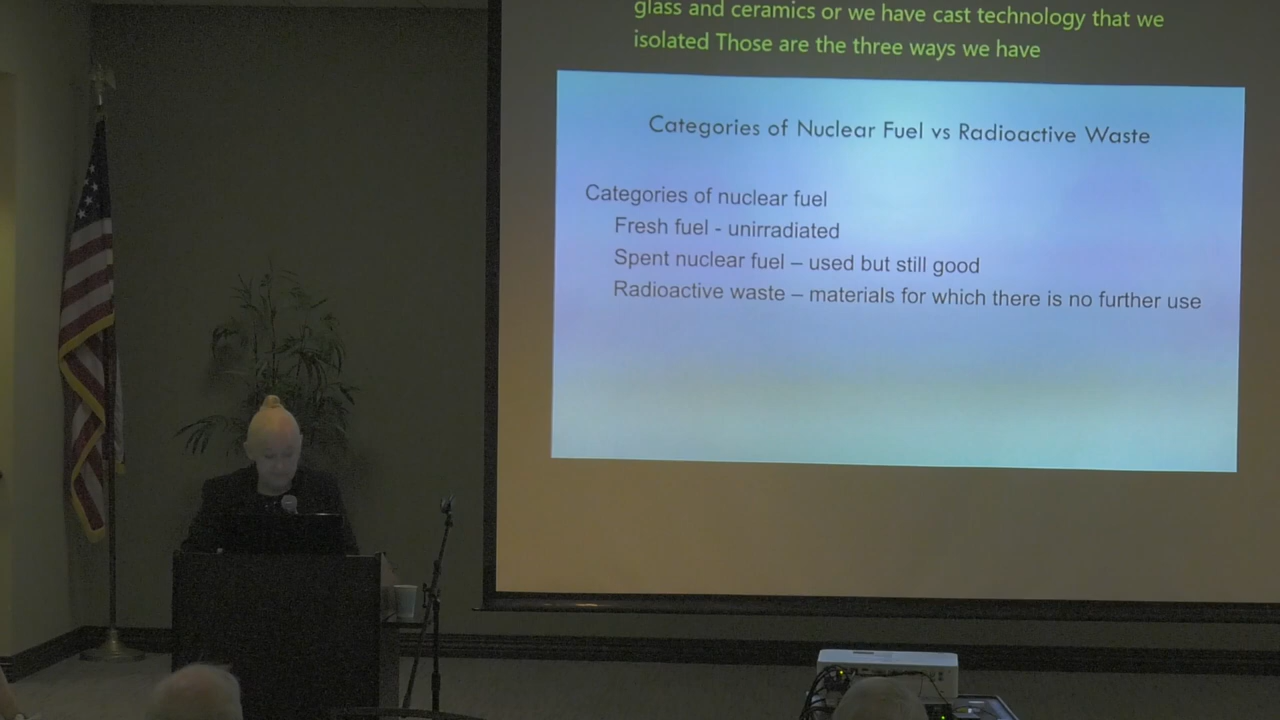 glass and ceramics or we have cast technology that we
isolated Those are the three ways we have
Categories of Nuclear Fuel vs Radioactive Waste
Categories of nuclear fuel
Fresh fuel - unirradiated
Spent nuclear fuel – used but still good
Radioactive waste – materials for which there is no further use